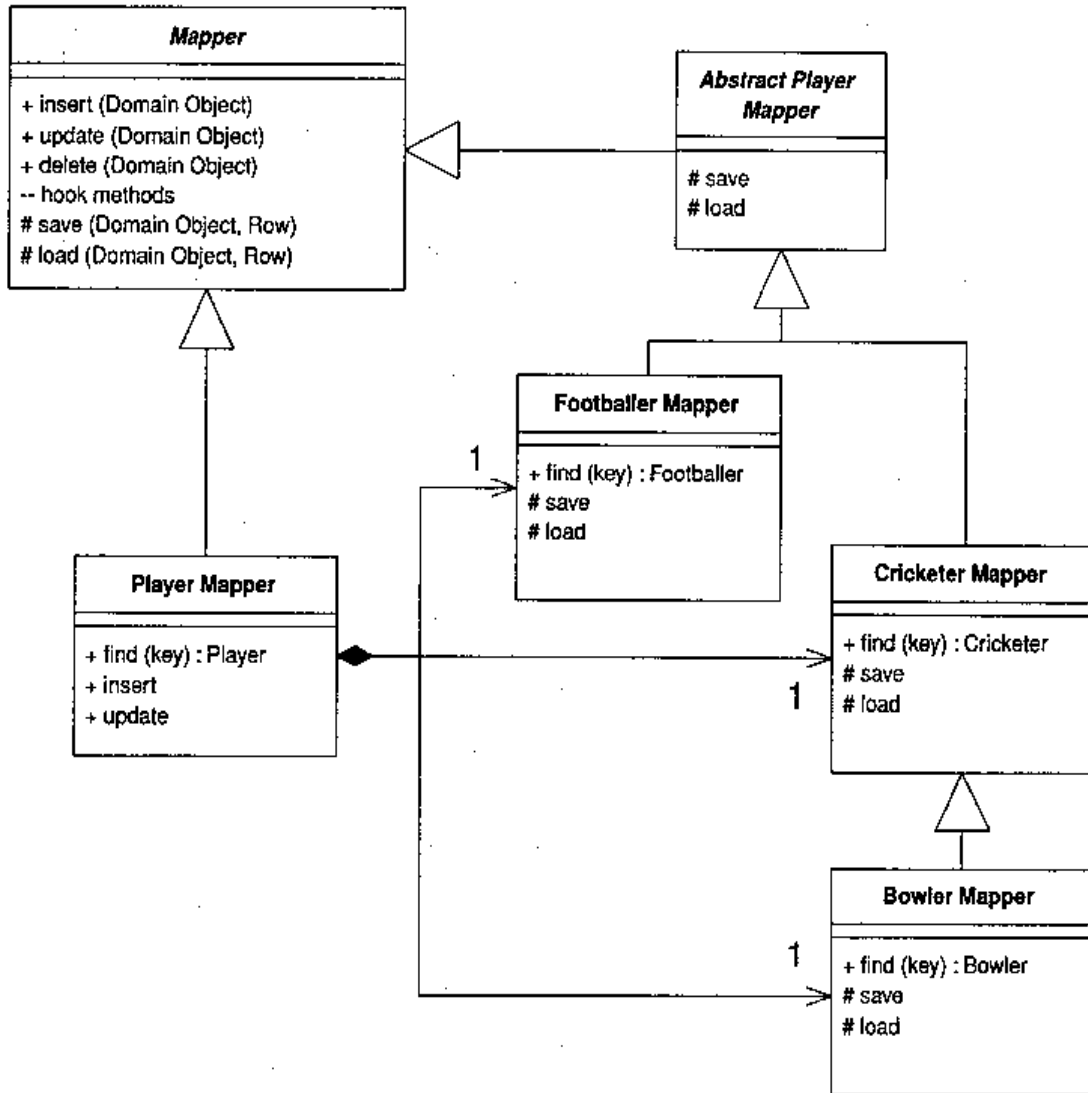 Mapper
+ insert (Domain Object)
+ update (Domain Object)
+ delete (Domain Object)
-- hook methods
# save (Domain Object, Row)
# load (Domain Object, Row)
Abstract Player
Mapper
# save
# load
Footballer Mapper
+ find (key) : Footballer
# save
# load
1
Player Mapper
+ find (key) : Player
+ insert
+ update
Cricketer Mapper
+ find (key) : Cricketer
# save
# load
1
Bowler Mapper
+ find (key) : Bowler
# save
# load
1